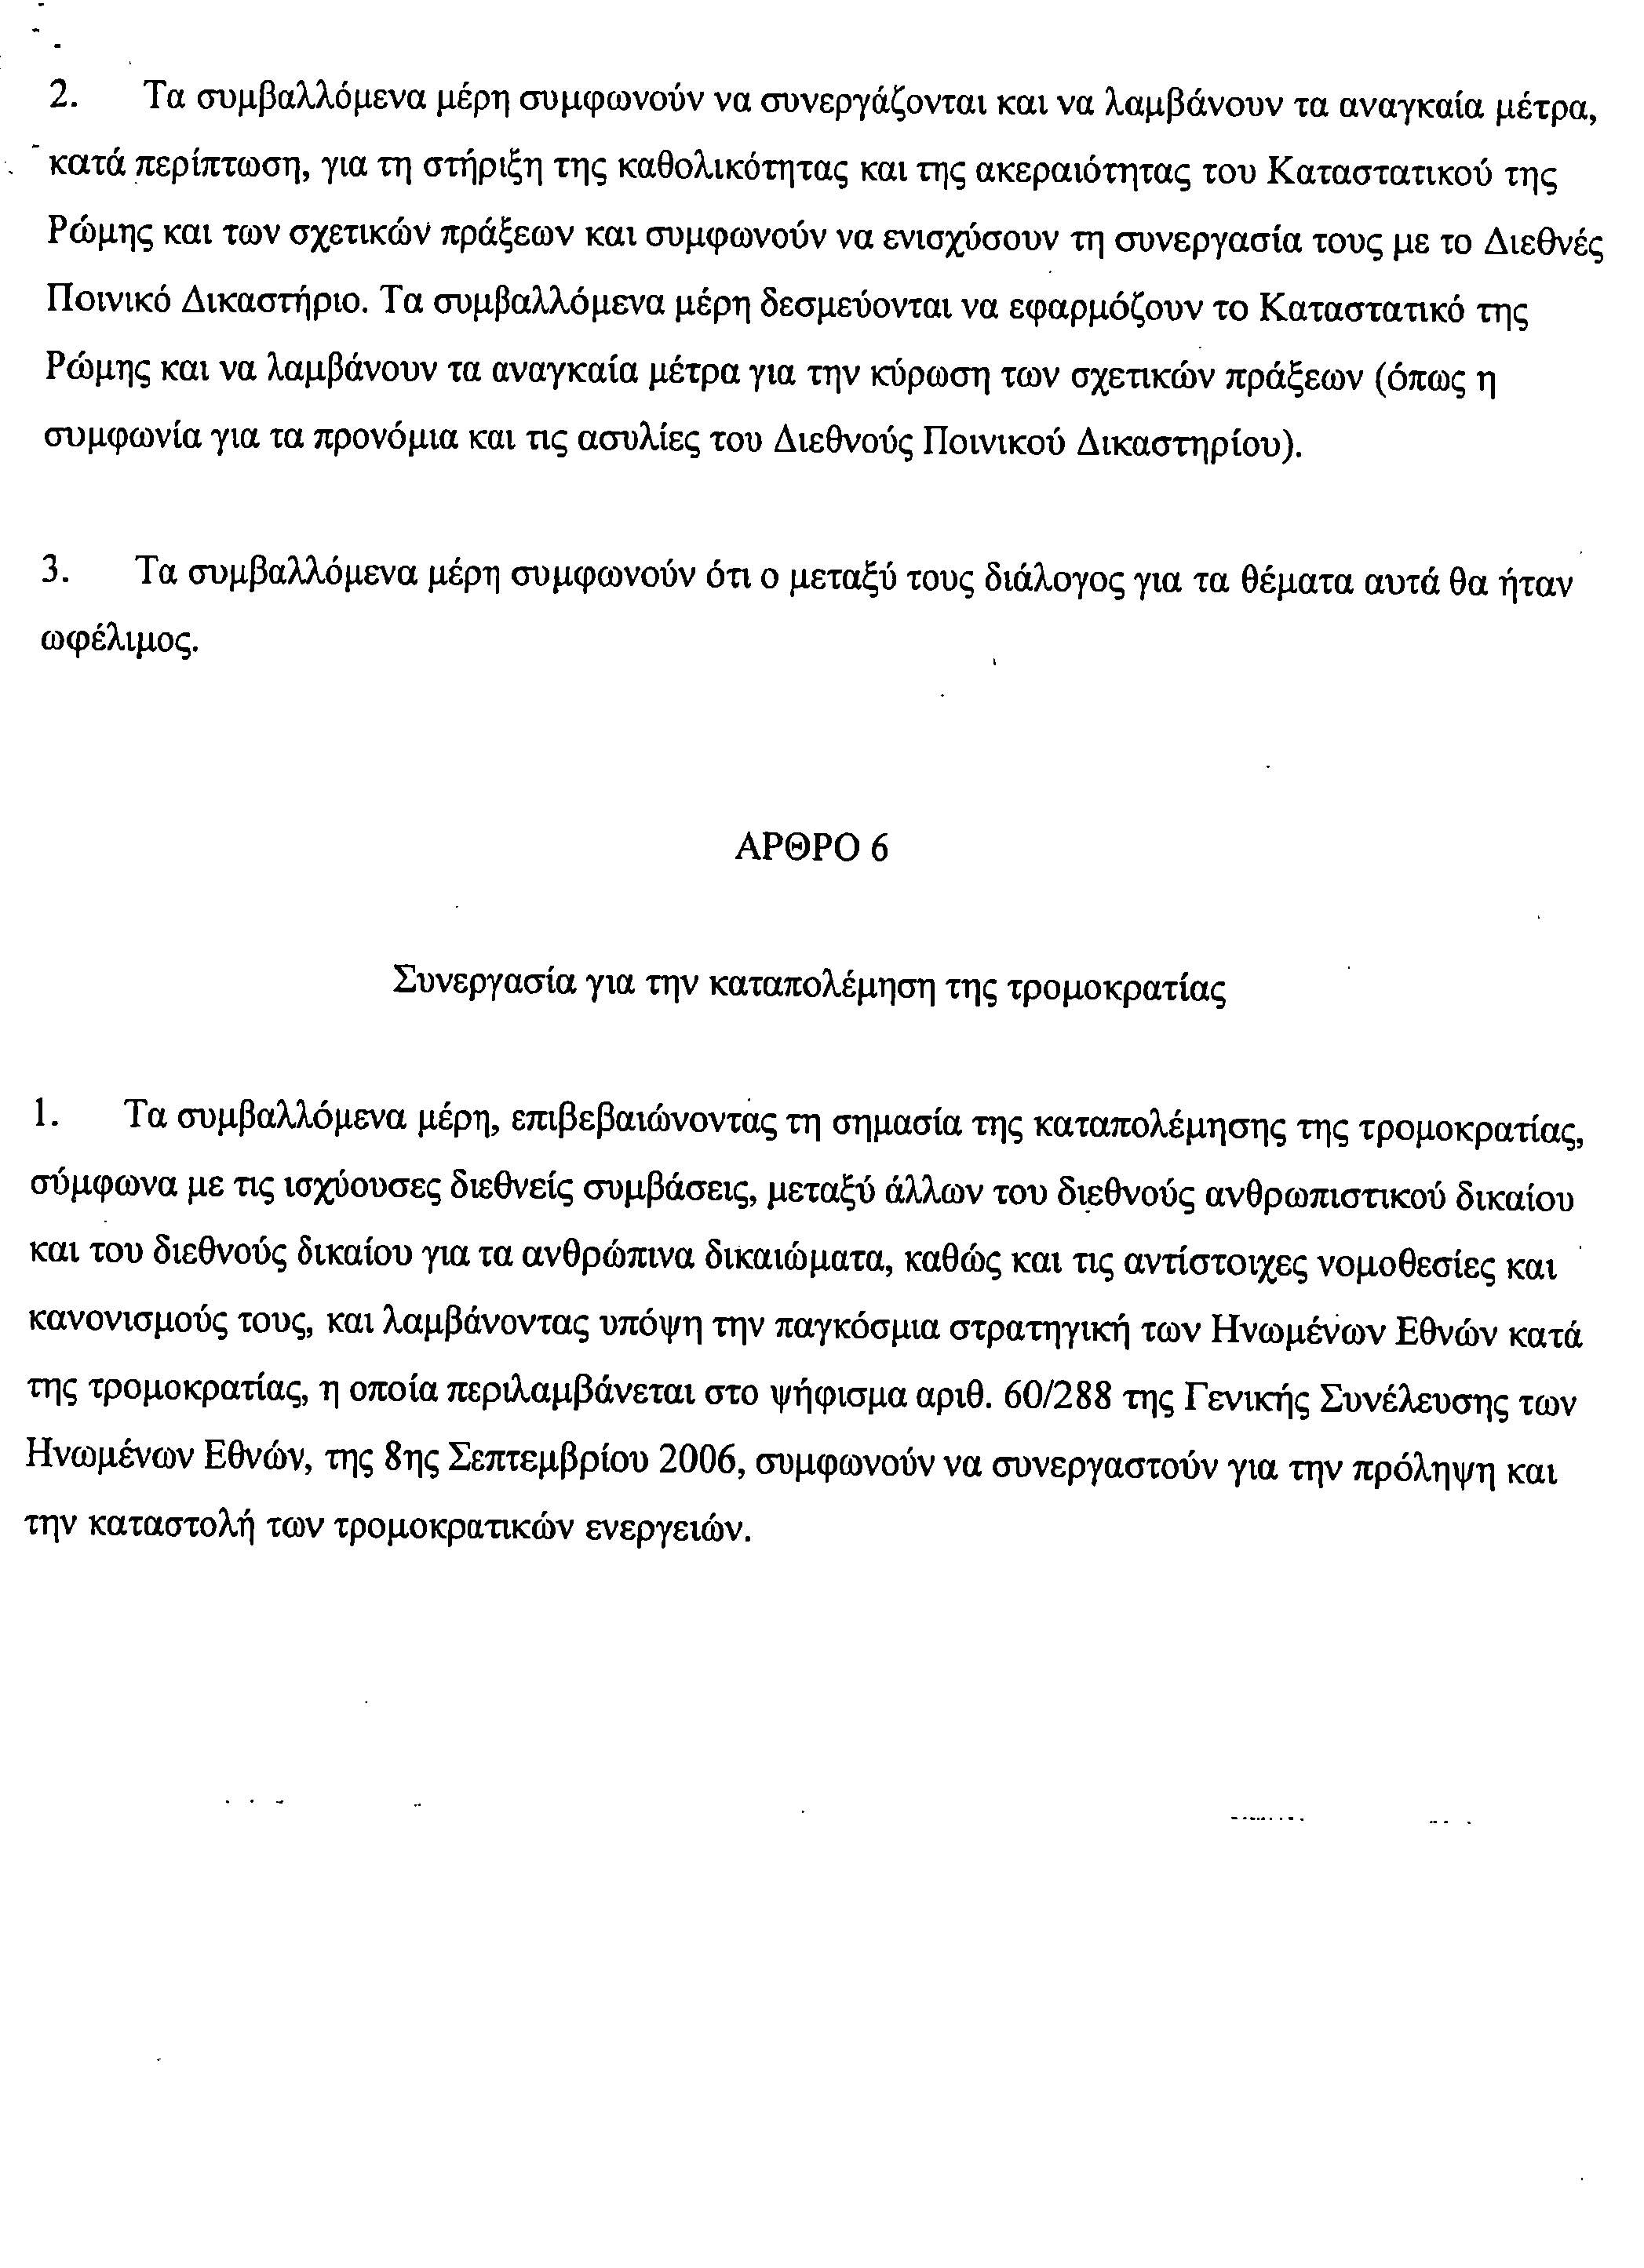 2. Τα συμβαλλόμενα μέρη συμφωνούν να συνεργάζονται και να λαμβάνουν τα αναγκαία μέτρα,
κατά περίπτωση, για τη στήριξη της καθολικότητας και της ακεραιότητας του Καταστατικού της
Ρώμης και των σχετικών πράξεων και συμφωνούν να ενισχύσουν τη συνεργασία τους με το Διεθνές
Ποινικό Δικαστήριο. Τα συμβαλλόμενα μέρη δεσμεύονται να εφαρμόζουν το Καταστατικό της
Ρώμης και να λαμβάνουν τα αναγκαία μέτρα για την κύρωση των σχετικών πράξεων (όπως η
συμφωνία για τα προνόμια και τις ασυλίες του Διεθνούς Ποινικού Δικαστηρίου).
3. Τα συμβαλλόμενα μέρη συμφωνούν ότι ο μεταξύ τους διάλογος για τα θέματα αυτά θα ήταν
ωφέλιμος.
ΑΡΘΡΟ 6
Συνεργασία για την καταπολέμηση της τρομοκρατίας
1. Τα συμβαλλόμενα μέρη, επιβεβαιώνοντας τη σημασία της καταπολέμησης της τρομοκρατίας,
σύμφωνα με τις ισχύουσες διεθνείς συμβάσεις, μεταξύ άλλων του διεθνούς ανθρωπιστικού δικαίου
και του διεθνούς δικαίου για τα ανθρώπινα δικαιώματα, καθώς και τις αντίστοιχες νομοθεσίες και
κανονισμούς τους, και λαμβάνοντας υπόψη την παγκόσμια στρατηγική των Ηνωμένων Εθνών κατά
της τρομοκρατίας, η οποία περιλαμβάνεται στο ψήφισμα αριθ. 60/288 της Γενικής Συνέλευσης των
Ηνωμένων Εθνών, της 8ης Σεπτεμβρίου 2006, συμφωνούν να συνεργαστούν για την πρόληψη και
την καταστολή των τρομοκρατικών ενεργειών.